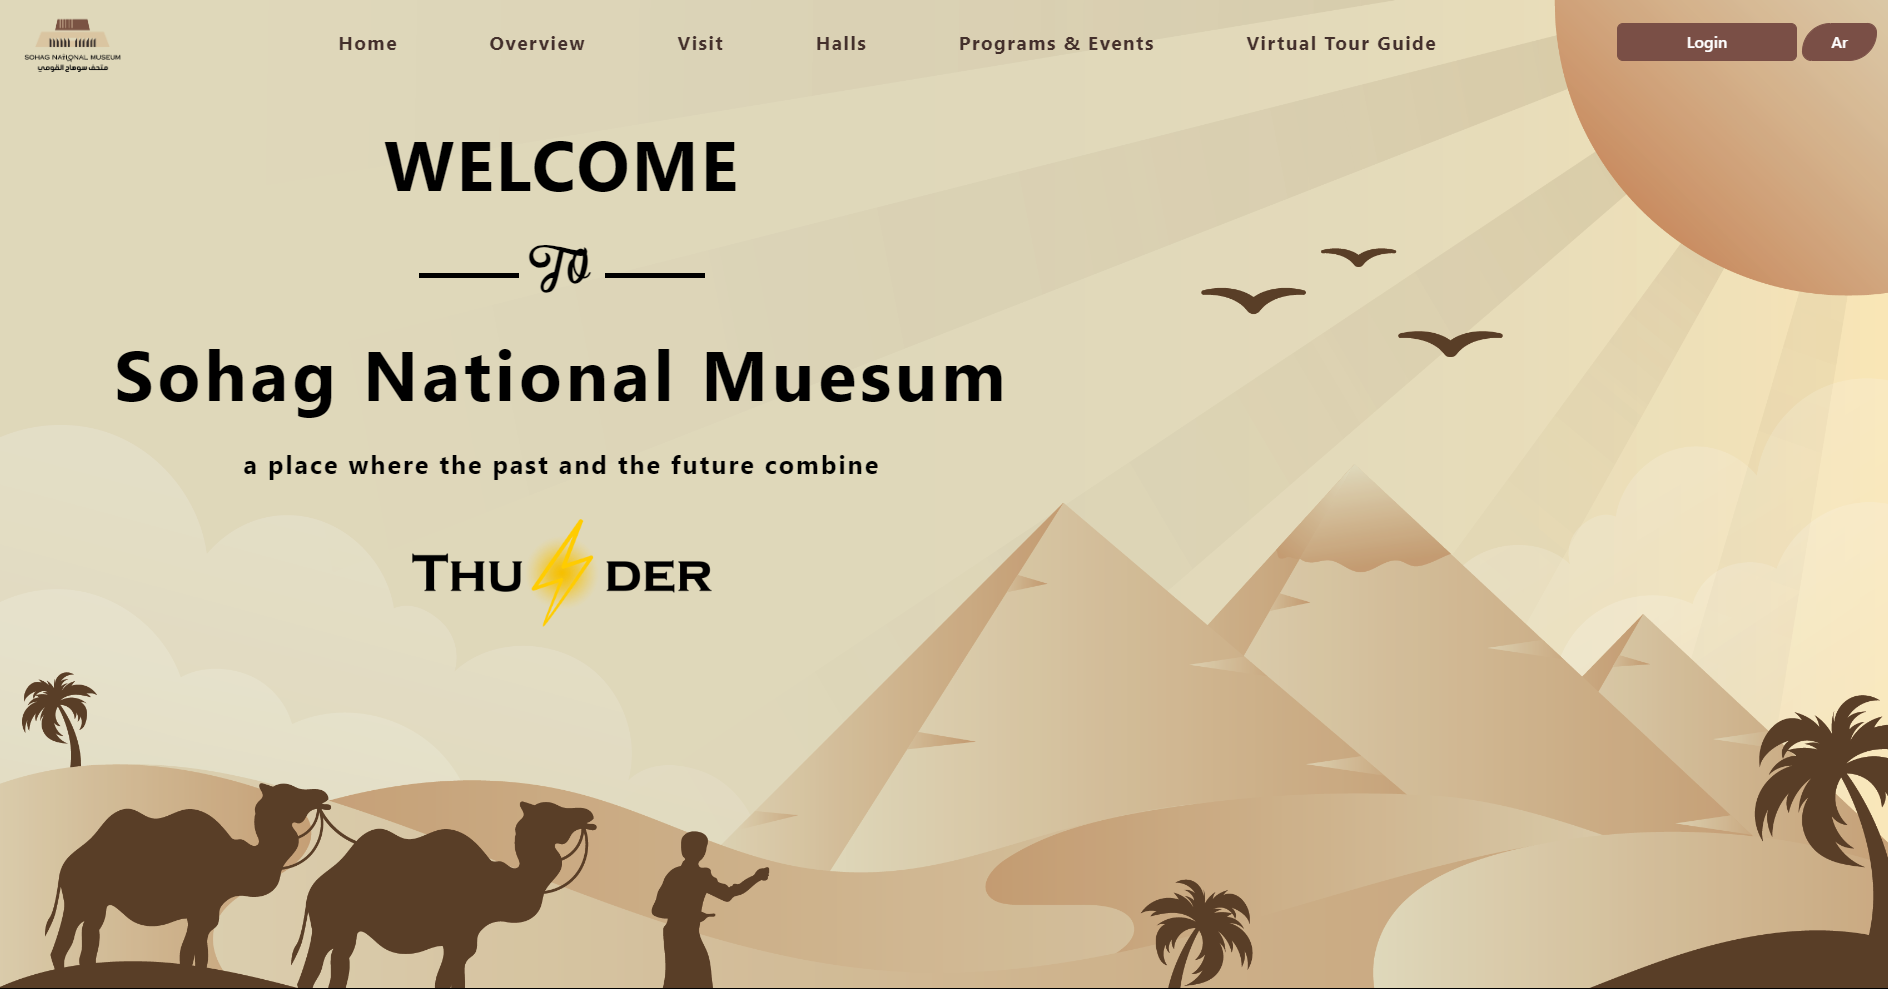 SOHAG NATIONAL MUSEUM
متحف سوهاج القومي
Home Overview Visit Halls Programs & Events Virtual Tour Guide
Login Ar
WELCOME
To
Sohag National Muesum
a place where the past and the future combine
THU DER